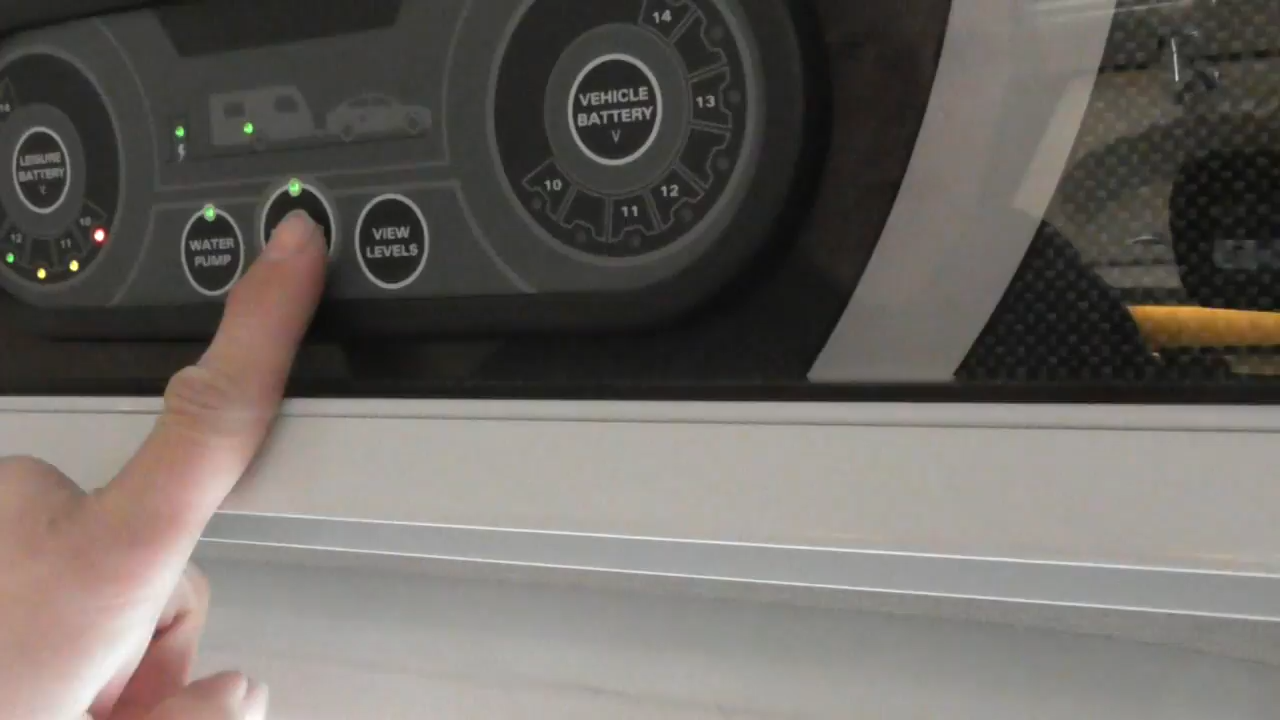 14
13
12
11
10
VEHICLE
BATTERY
V
LEISURE
BATTERY
V
10
11
12
WATER
PUMP
VIEW
LEVELS